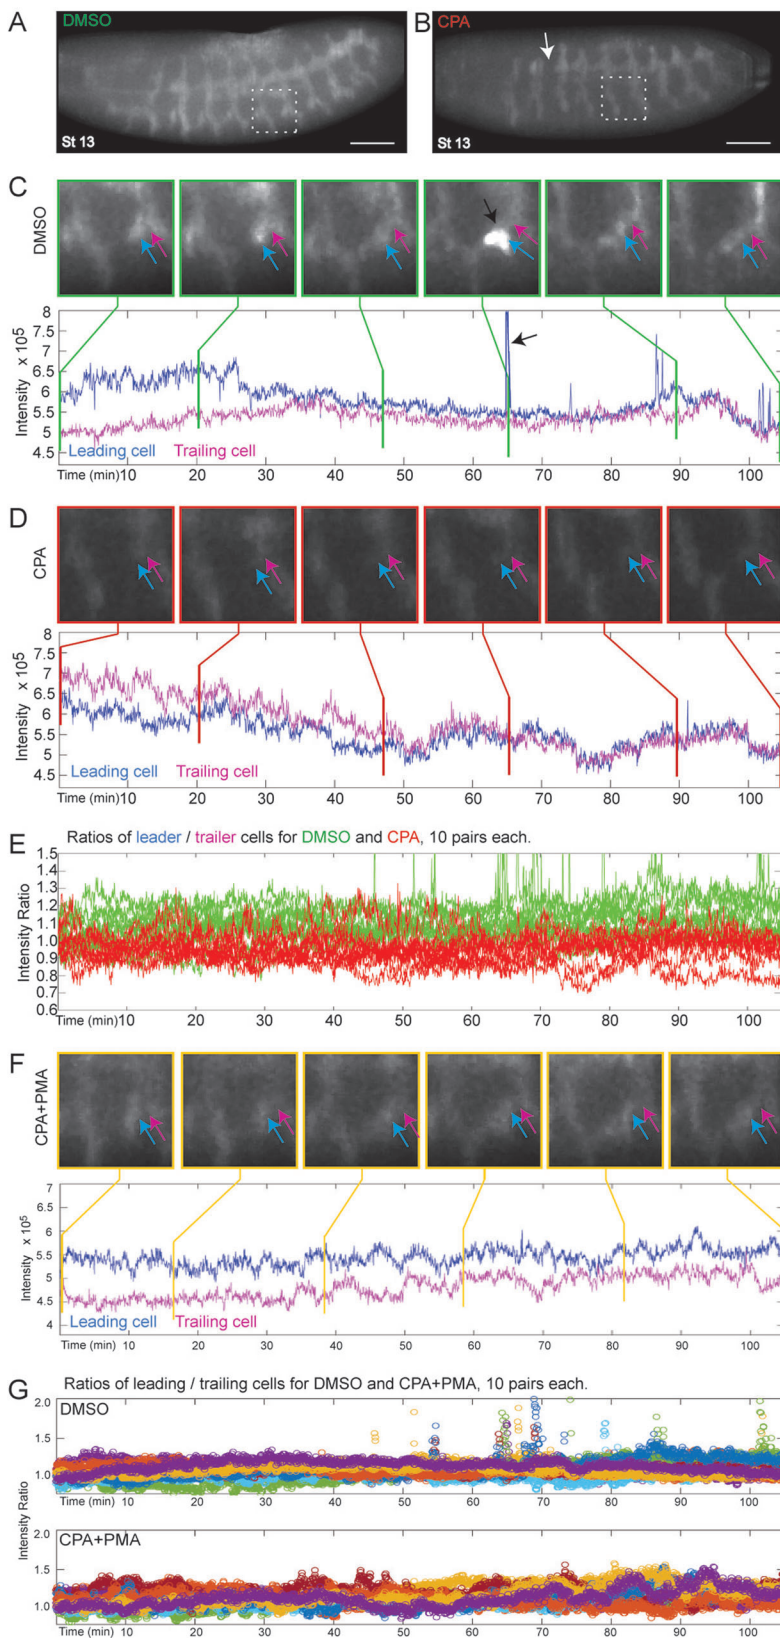 A DMSO
St 13
B CPA
St 13
C
DMSO
Intensity x 10⁵
8
7.5
7
6.5
6
5.5
5
4.5
Leading cell Trailing cell
Time (min) 10 20 30 40 50 60 70 80 90 100
D
CPA
Intensity x 10⁵
8
7.5
7
6.5
6
5.5
5
4.5
Leading cell Trailing cell
Time (min) 10 20 30 40 50 60 70 80 90 100
E Ratios of leader / trailer cells for DMSO and CPA, 10 pairs each.
Intensity Ratio
1.5
1.4
1.3
1.2
1.1
1.0
0.9
0.8
0.7
0.6
Time (min) 10 20 30 40 50 60 70 80 90 100
F
CPA+PMA
Intensity x 10⁵
7
6.5
6
5.5
5
4.5
4
Leading cell Trailing cell
Time (min) 10 20 30 40 50 60 70 80 90 100
G Ratios of leading / trailing cells for DMSO and CPA+PMA, 10 pairs each.
Intensity Ratio
2.0
DMSO
1.5
1.0
Time (min) 10 20 30 40 50 60 70 80 90 100
2.0
CPA+PMA
1.5
1.0
Time (min) 10 20 30 40 50 60 70 80 90 100